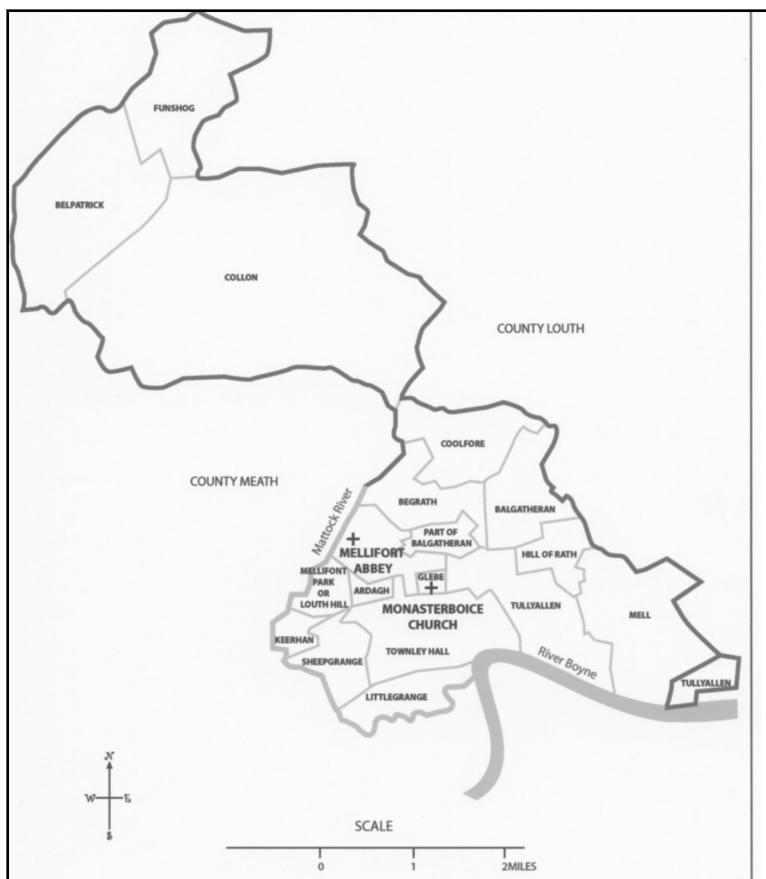 FUNSHOG
BELPATRICK
COLLON
COUNTY LOUTH
COOLFORE
COUNTY MEATH
Mattock River
BEGRATH
BALGATHERAN
PART OF
BALGATHERAN
HILL OF RATH
MELLIFORT
ABBEY
MELLIFONT
PARK
OR
LOUTH HILL
ARDAGH
GLEBE
MONASTERBOICE
CHURCH
TULLYALLEN
MELL
KEERHAN
SHEEPGRANGE
TOWNLEY HALL
River Boyne
TULLYALLEN
LITTLEGRANGE
N
W E
S
SCALE
0 1 2MILES